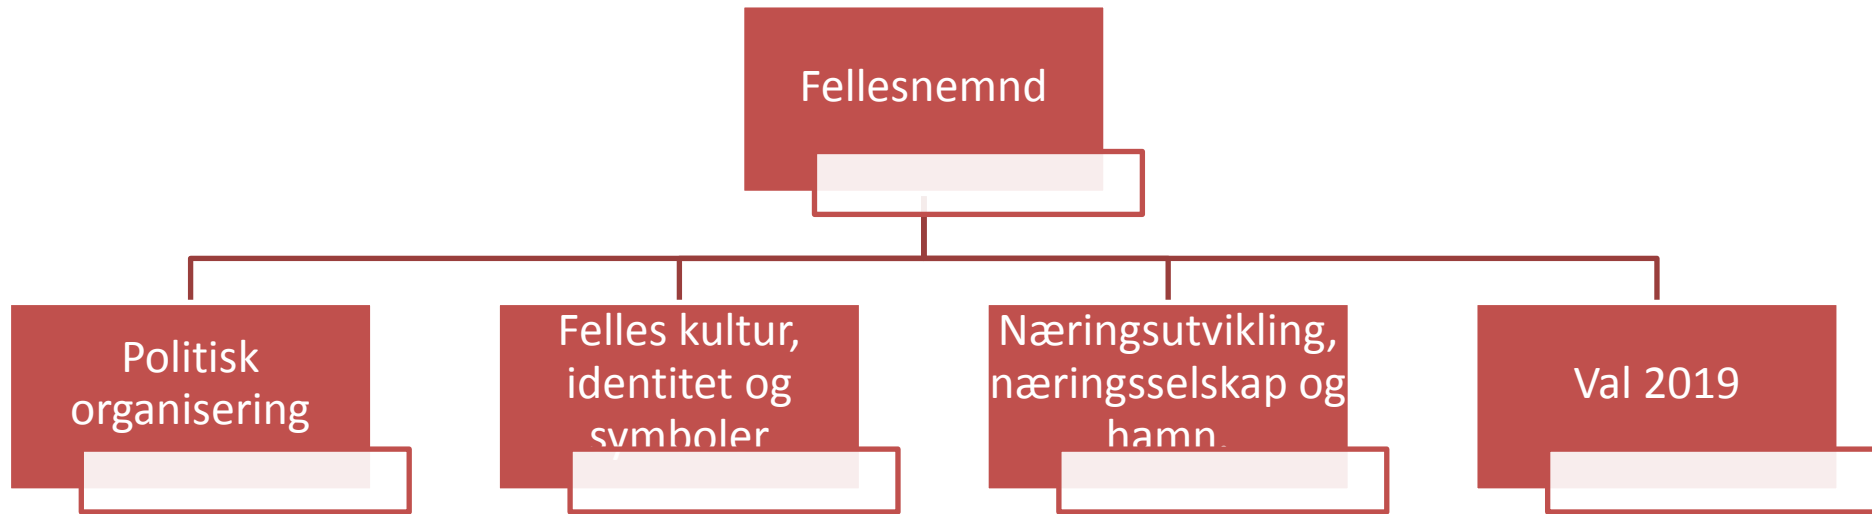 Fellesnemnd
Politisk
organisering
Felles kultur,
identitet og
symboler
Næringsutvikling,
næringsselskap og
hamn.
Val 2019